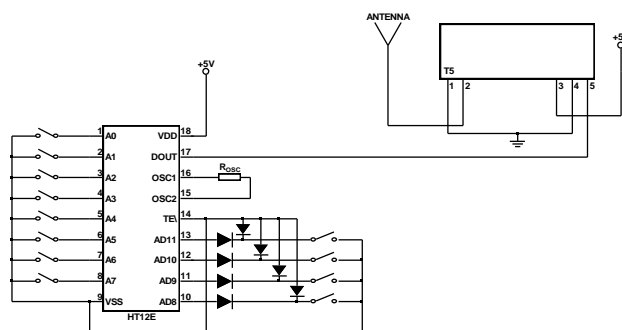 ANTENNA
+5V
+5
T5
1 2 3 4 5
1 A0 VDD 18
2 A1 DOUT 17
3 A2 OSC1 16
ROSC
4 A3 OSC2 15
5 A4 TE\ 14
6 A5 AD11 13
7 A6 AD10 12
8 A7 AD9 11
9 VSS AD8 10
HT12E